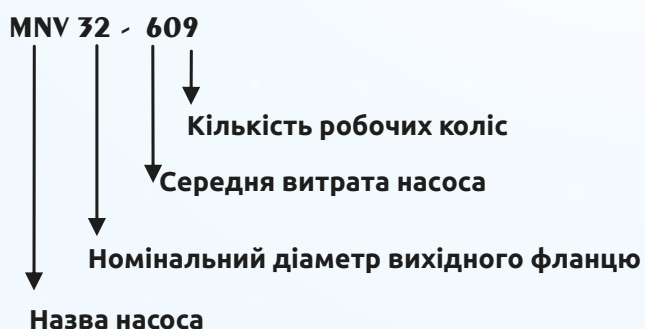 MNV 32 - 609
Кількість робочих коліс
Середня витрата насоса
Номінальний діаметр вихідного фланцю
Назва насоса